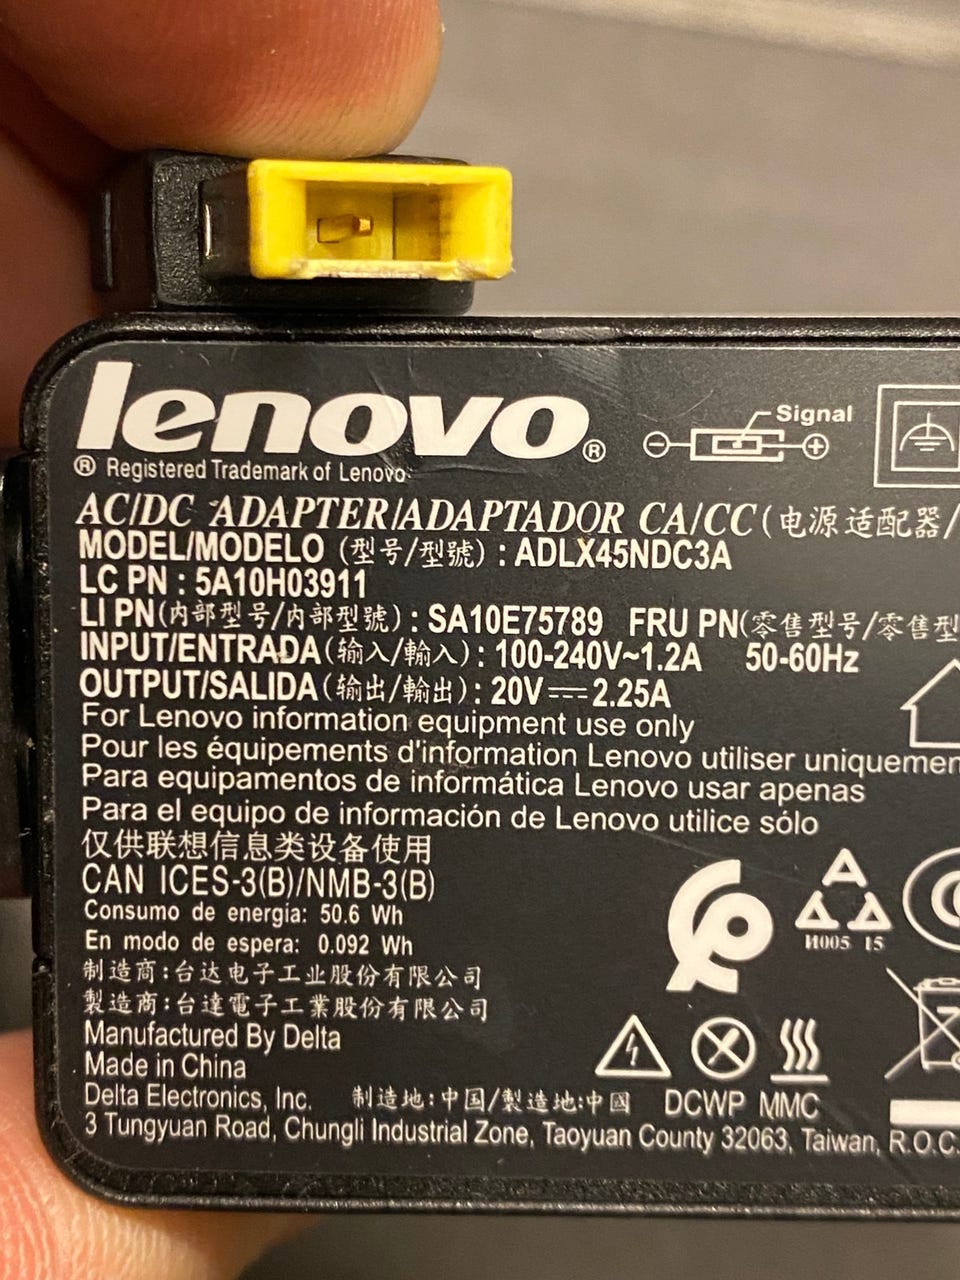 lenovo®
® Registered Trademark of Lenovo
Signal
AC/DC ADAPTER/ADAPTADOR CA/CC(电源适配器/
MODEL/MODELO (型号/型號) : ADLX45NDC3A
LC PN : 5A10H03911
LI PN(内部型号/內部型號) : SA10E75789 FRU PN(零售型号/零售型
INPUT/ENTRADA(输入/輸入) : 100-240V~1.2A 50-60Hz
OUTPUT/SALIDA(输出/輸出) : 20V⎓2.25A
For Lenovo information equipment use only
Pour les équipements d'information Lenovo utiliser uniquemen
Para equipamentos de informática Lenovo usar apenas
Para el equipo de información de Lenovo utilice sólo
仅供联想信息类设备使用
CAN ICES-3(B)/NMB-3(B)
Consumo de energía: 50.6 Wh
En modo de espera: 0.092 Wh
И005 15
制造商:台达电子工业股份有限公司
製造商:台達電子工業股份有限公司
Manufactured By Delta
Made in China
Delta Electronics, Inc. 制造地:中国/製造地:中國 DCWP MMC
3 Tungyuan Road, Chungli Industrial Zone, Taoyuan County 32063, Taiwan, R.O.C.